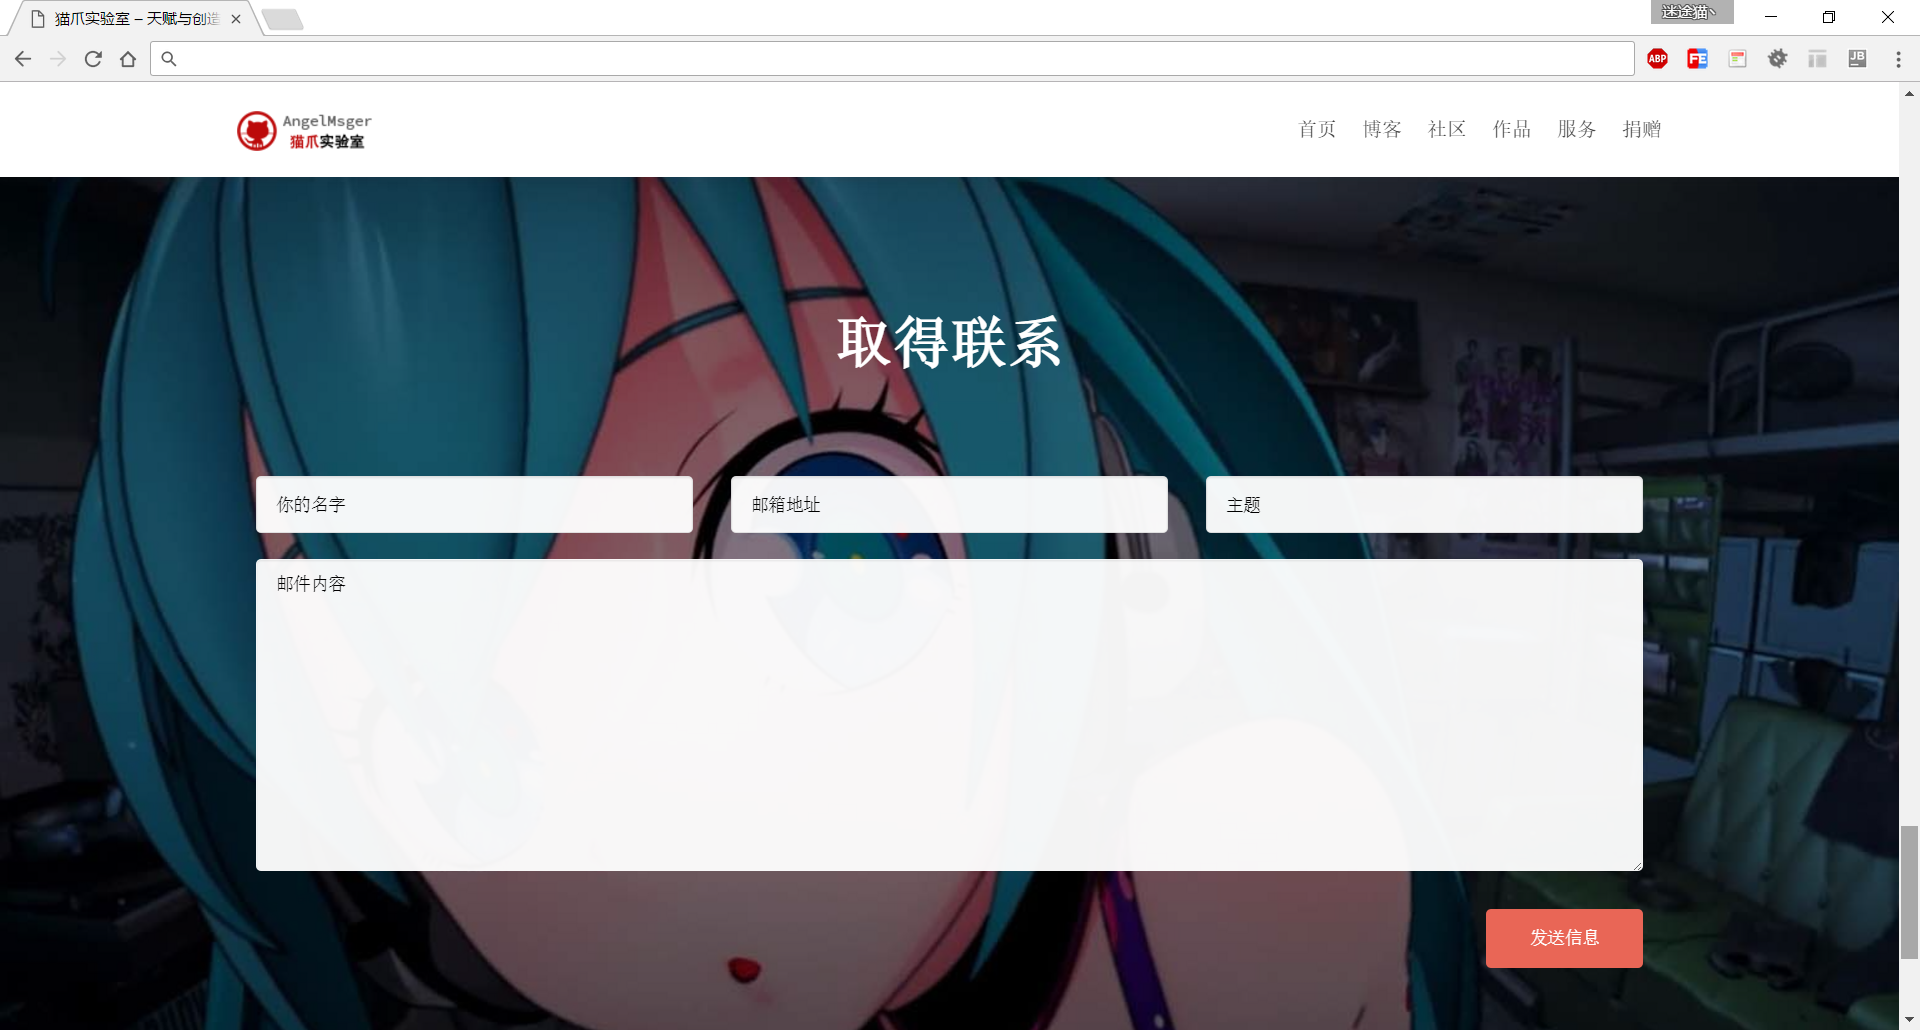 猫爪实验室 – 天赋与创造
迷途猫丶
ABP
FE
JB
AngelMsger
猫爪实验室
首页 博客 社区 作品 服务 捐赠
取得联系
你的名字 邮箱地址 主题
邮件内容
发送信息